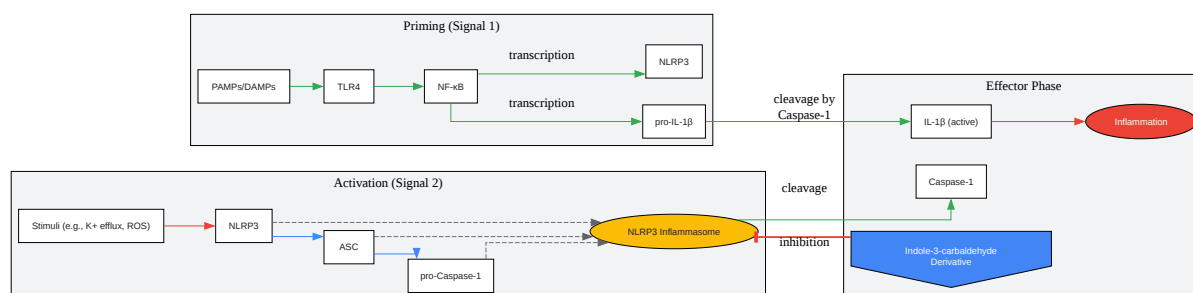 Priming (Signal 1)
transcription
NLRP3
PAMPs/DAMPs
TLR4
NF-κB
transcription
pro-IL-1β
cleavage by
Caspase-1
Effector Phase
IL-1β (active)
Inflammation
Activation (Signal 2)
cleavage
Caspase-1
Stimuli (e.g., K+ efflux, ROS)
NLRP3
ASC
pro-Caspase-1
NLRP3 Inflammasome
inhibition
Indole-3-carbaldehyde
Derivative